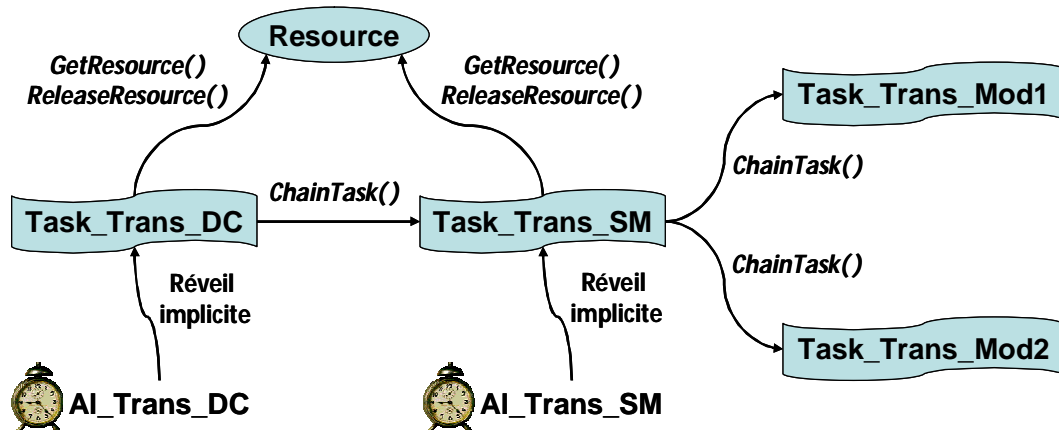 Resource
GetResource()
ReleaseResource()
GetResource()
ReleaseResource()
Task_Trans_Mod1
ChainTask()
ChainTask()
Task_Trans_DC
Task_Trans_SM
ChainTask()
Réveil
implicite
Réveil
implicite
Task_Trans_Mod2
Al_Trans_DC
Al_Trans_SM